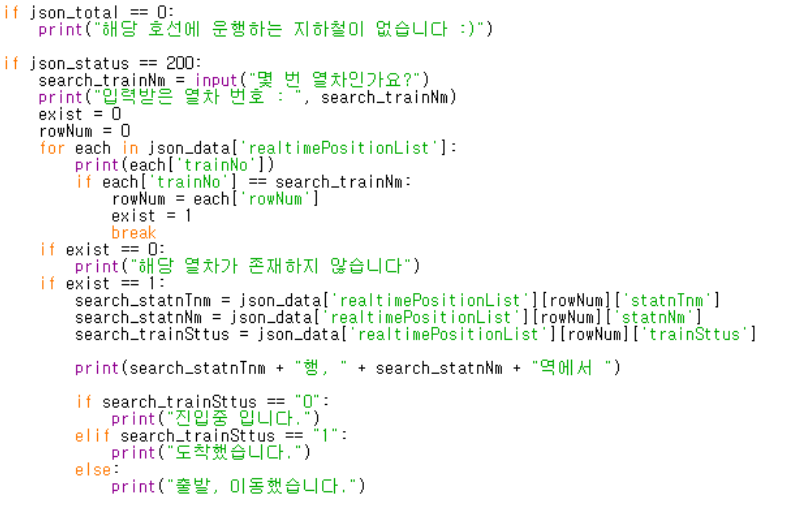 if json_total == 0:
    print("해당 호선에 운행하는 지하철이 없습니다 :)")
if json_status == 200:
    search_trainNm = input("몇 번 열차인가요?")
    print("입력받은 열차 번호 : ", search_trainNm)
    exist = 0
    rowNum = 0
    for each in json_data['realtimePositionList']:
        print(each['trainNo'])
        if each['trainNo'] == search_trainNm:
            rowNum = each['rowNum']
            exist = 1
            break
    if exist == 0:
        print("해당 열차가 존재하지 않습니다")
    if exist == 1:
        search_statnTnm = json_data['realtimePositionList'][rowNum]['statnTnm']
        search_statnNm = json_data['realtimePositionList'][rowNum]['statnNm']
        search_trainSttus = json_data['realtimePositionList'][rowNum]['trainSttus']
        print(search_statnTnm + "행, " + search_statnNm + "역에서 ")
        if search_trainSttus == "0":
            print("진입중 입니다.")
        elif search_trainSttus == "1":
            print("도착했습니다.")
        else:
            print("출발, 이동했습니다.")